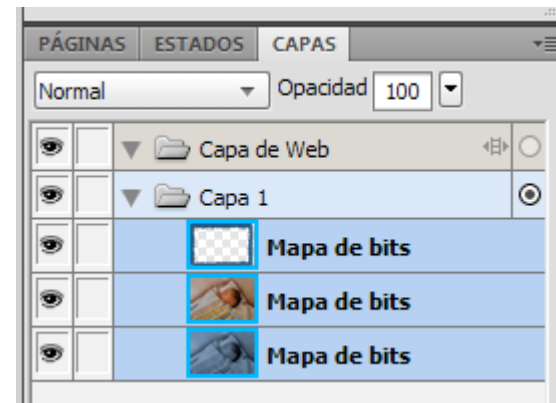 PÁGINAS ESTADOS CAPAS
Normal Opacidad 100
Capa de Web
Capa 1
Mapa de bits
Mapa de bits
Mapa de bits